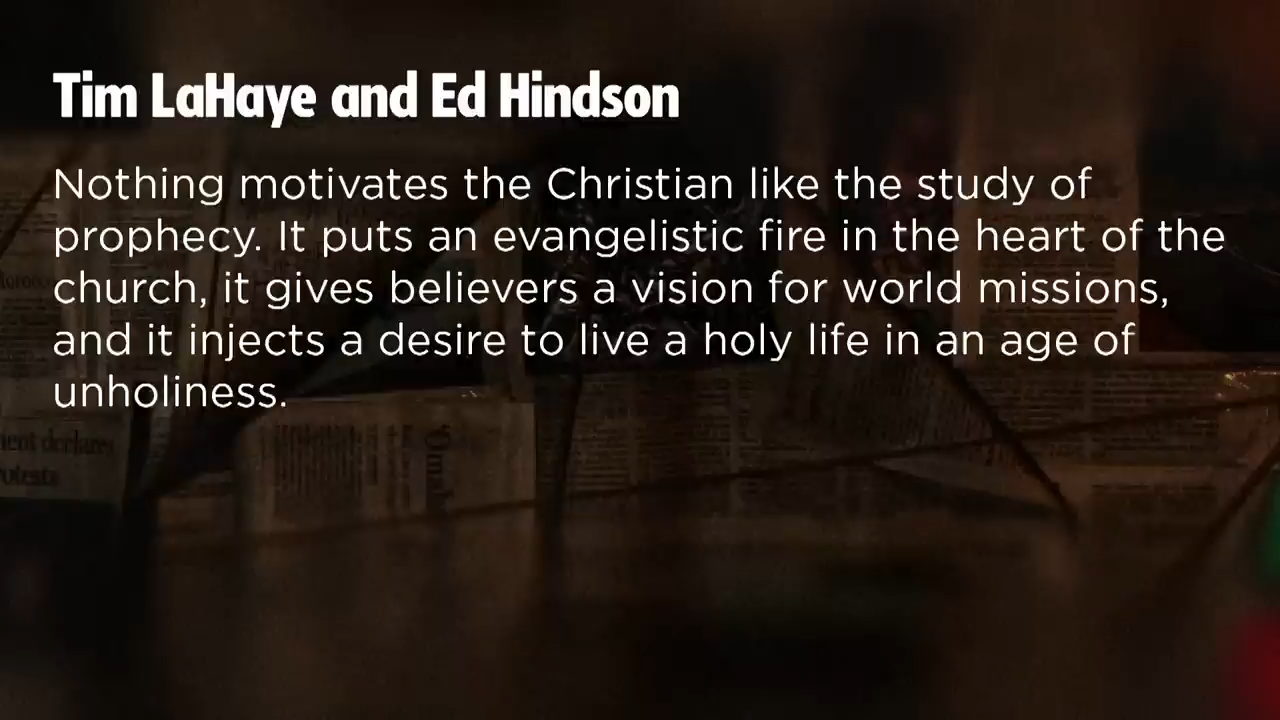 Tim LaHaye and Ed Hindson
Nothing motivates the Christian like the study of
prophecy. It puts an evangelistic fire in the heart of the
church, it gives believers a vision for world missions,
and it injects a desire to live a holy life in an age of
unholiness.
declares